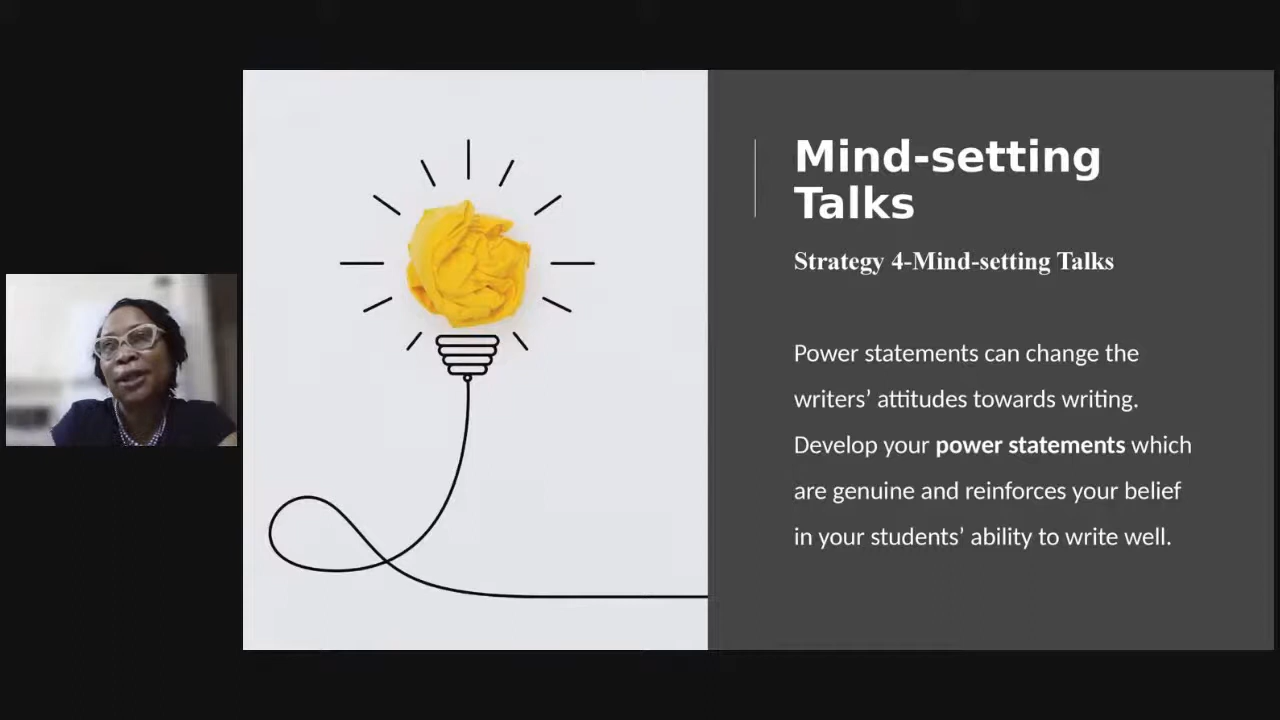 Mind-setting
Talks
Strategy 4-Mind-setting Talks
Power statements can change the
writers’ attitudes towards writing.
Develop your power statements which
are genuine and reinforces your belief
in your students’ ability to write well.